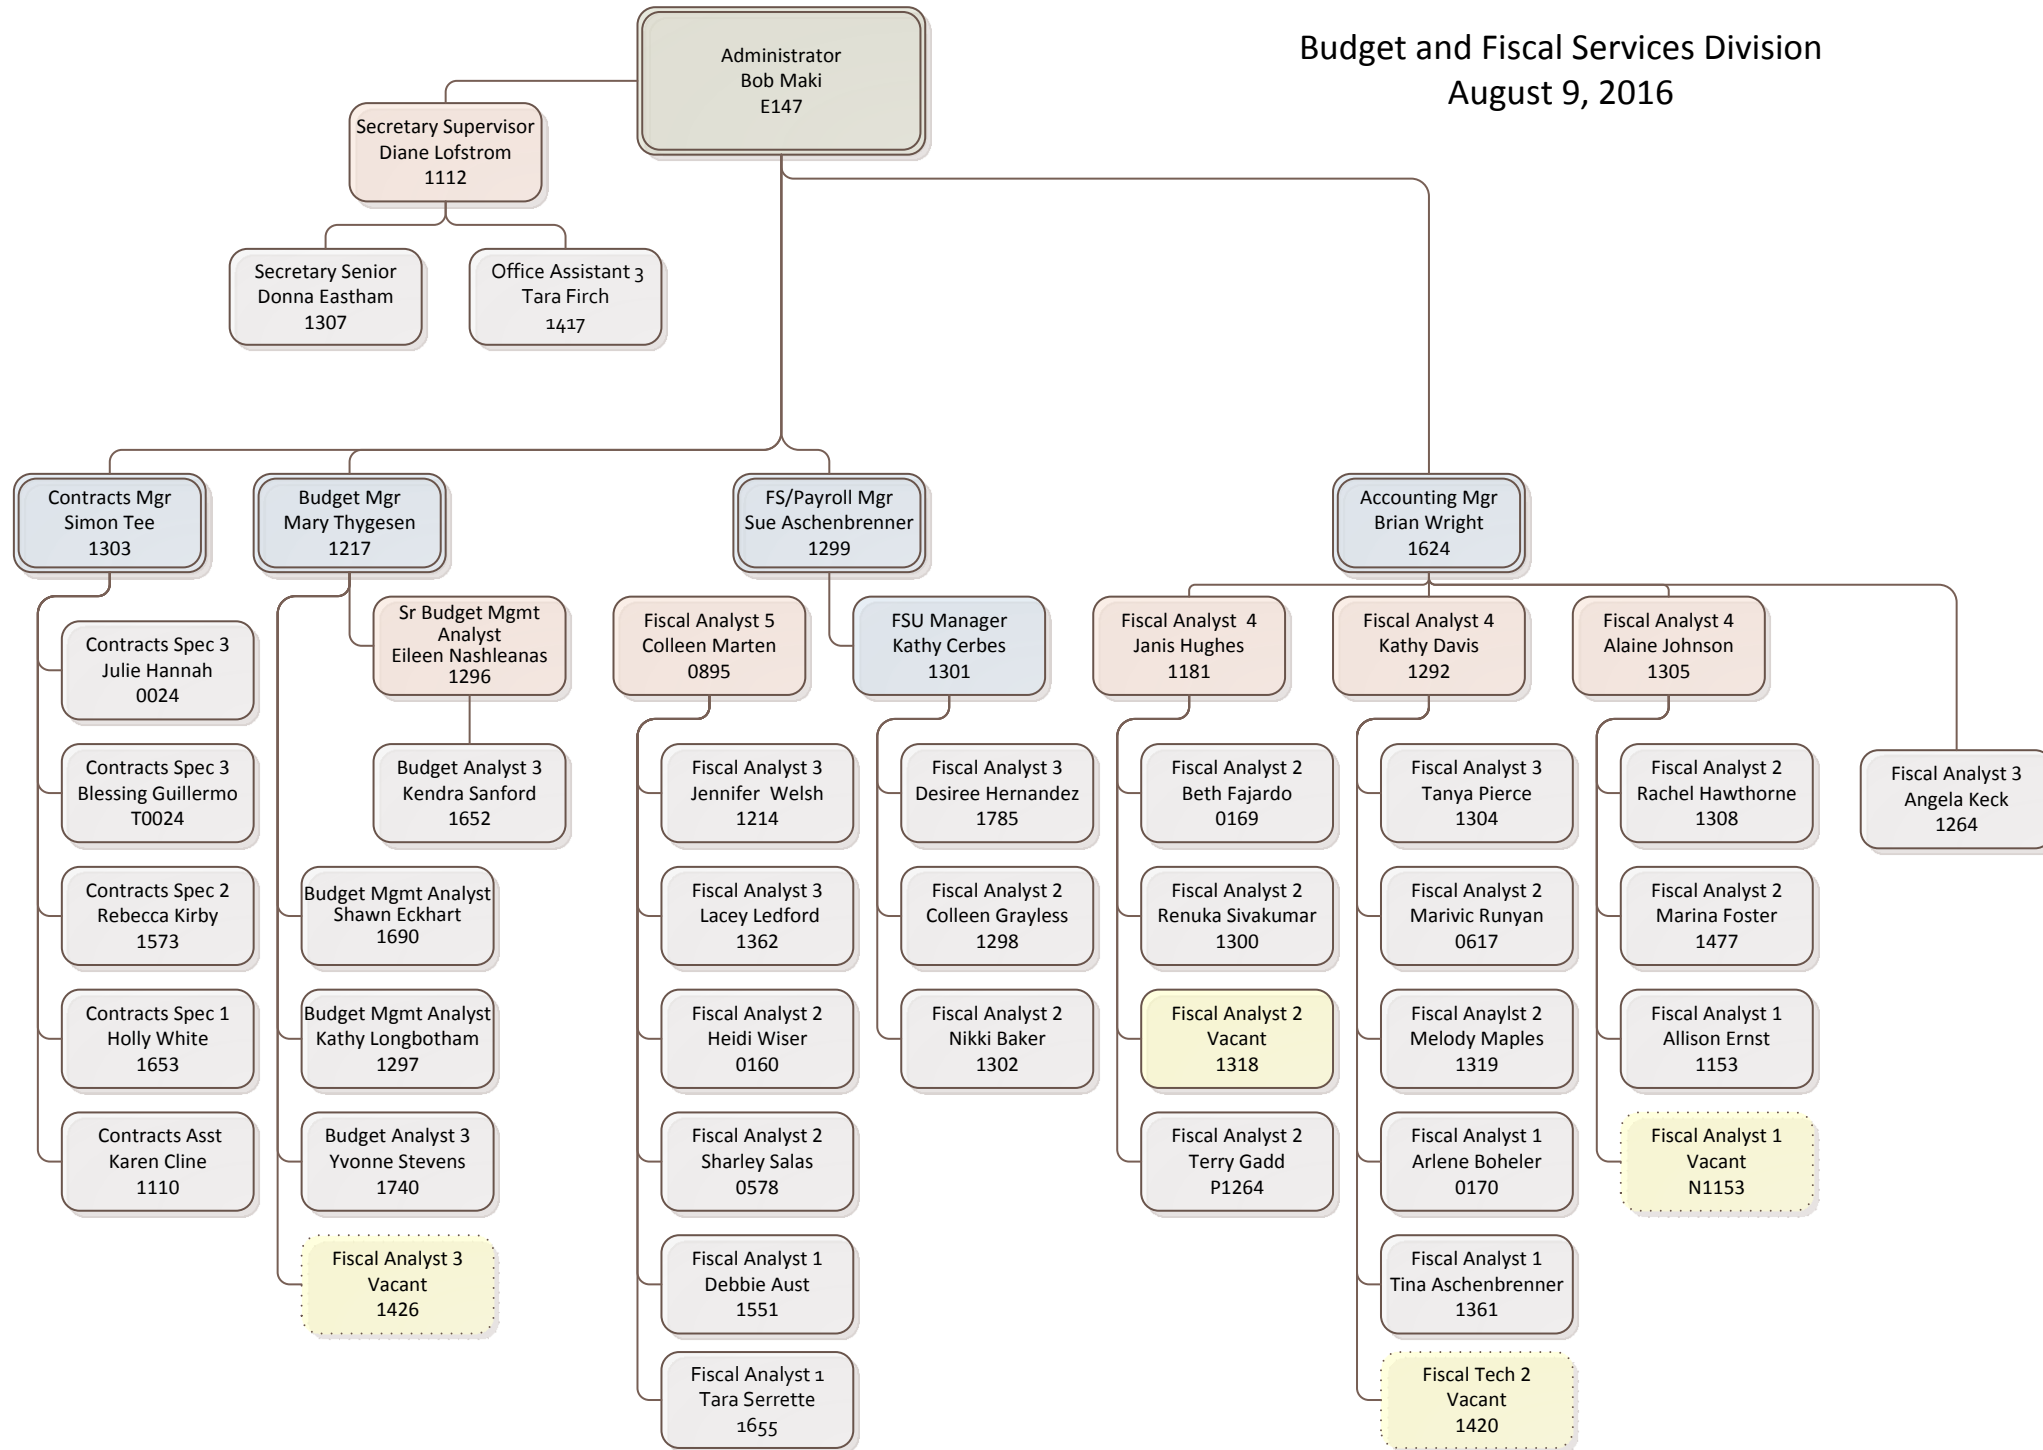 Budget and Fiscal Services Division
August 9, 2016
Administrator
Bob Maki
E147
Secretary Supervisor
Diane Lofstrom
1112
Secretary Senior
Donna Eastham
1307
Office Assistant 3
Tara Firch
1417
Contracts Mgr
Simon Tee
1303
Budget Mgr
Mary Thygesen
1217
FS/Payroll Mgr
Sue Aschenbrenner
1299
Accounting Mgr
Brian Wright
1624
Contracts Spec 3
Julie Hannah
0024
Contracts Spec 3
Blessing Guillermo
T0024
Contracts Spec 2
Rebecca Kirby
1573
Contracts Spec 1
Holly White
1653
Contracts Asst
Karen Cline
1110
Sr Budget Mgmt
Analyst
Eileen Nashleanas
1296
Budget Analyst 3
Kendra Sanford
1652
Budget Mgmt Analyst
Shawn Eckhart
1690
Budget Mgmt Analyst
Kathy Longbotham
1297
Budget Analyst 3
Yvonne Stevens
1740
Fiscal Analyst 3
Vacant
1426
Fiscal Analyst 5
Colleen Marten
0895
Fiscal Analyst 3
Jennifer Welsh
1214
Fiscal Analyst 3
Lacey Ledford
1362
Fiscal Analyst 2
Heidi Wiser
0160
Fiscal Analyst 2
Sharley Salas
0578
Fiscal Analyst 1
Debbie Aust
1551
Fiscal Analyst 1
Tara Serrette
1655
FSU Manager
Kathy Cerbes
1301
Fiscal Analyst 3
Desiree Hernandez
1785
Fiscal Analyst 2
Colleen Grayless
1298
Fiscal Analyst 2
Nikki Baker
1302
Fiscal Analyst 4
Janis Hughes
1181
Fiscal Analyst 2
Beth Fajardo
0169
Fiscal Analyst 2
Renuka Sivakumar
1300
Fiscal Analyst 2
Vacant
1318
Fiscal Analyst 2
Terry Gadd
P1264
Fiscal Analyst 4
Kathy Davis
1292
Fiscal Analyst 3
Tanya Pierce
1304
Fiscal Analyst 2
Marivic Runyan
0617
Fiscal Anaylst 2
Melody Maples
1319
Fiscal Analyst 1
Arlene Boheler
0170
Fiscal Analyst 1
Tina Aschenbrenner
1361
Fiscal Tech 2
Vacant
1420
Fiscal Analyst 4
Alaine Johnson
1305
Fiscal Analyst 2
Rachel Hawthorne
1308
Fiscal Analyst 2
Marina Foster
1477
Fiscal Analyst 1
Allison Ernst
1153
Fiscal Analyst 1
Vacant
N1153
Fiscal Analyst 3
Angela Keck
1264